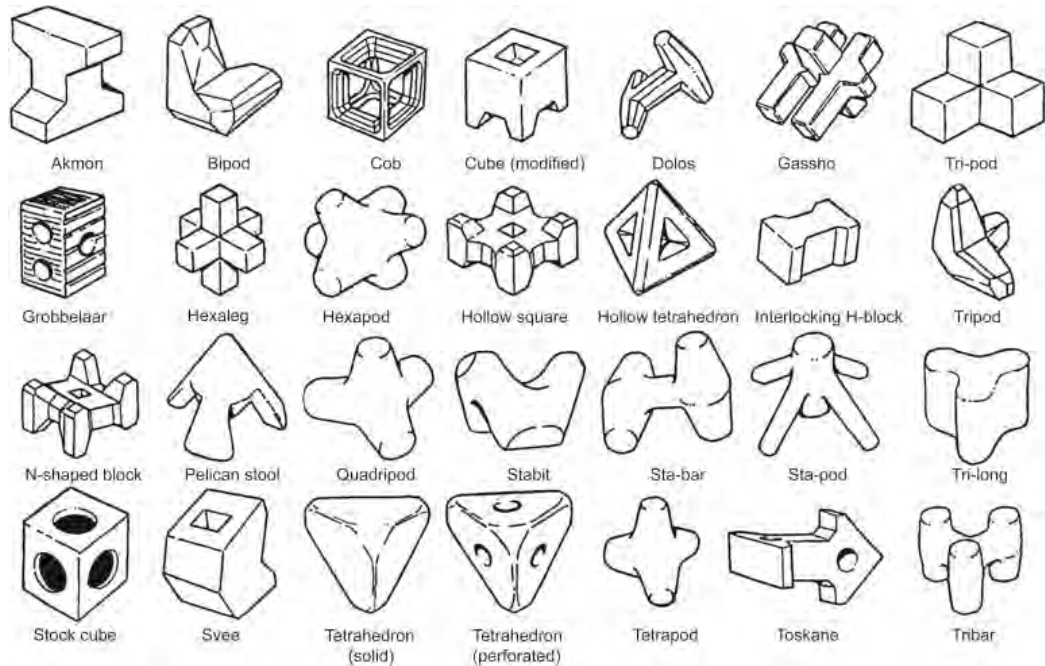 Akmon
Bipod
Cob
Cube (modified)
Dolos
Gassho
Tri-pod
Grobbelaar
Hexaleg
Hexapod
Hollow square
Hollow tetrahedron
Interlocking H-block
Tripod
N-shaped block
Pelican stool
Quadripod
Stabit
Sta-bar
Sta-pod
Tri-long
Stock cube
Svee
Tetrahedron
(solid)
Tetrahedron
(perforated)
Tetrapod
Toskane
Tribar